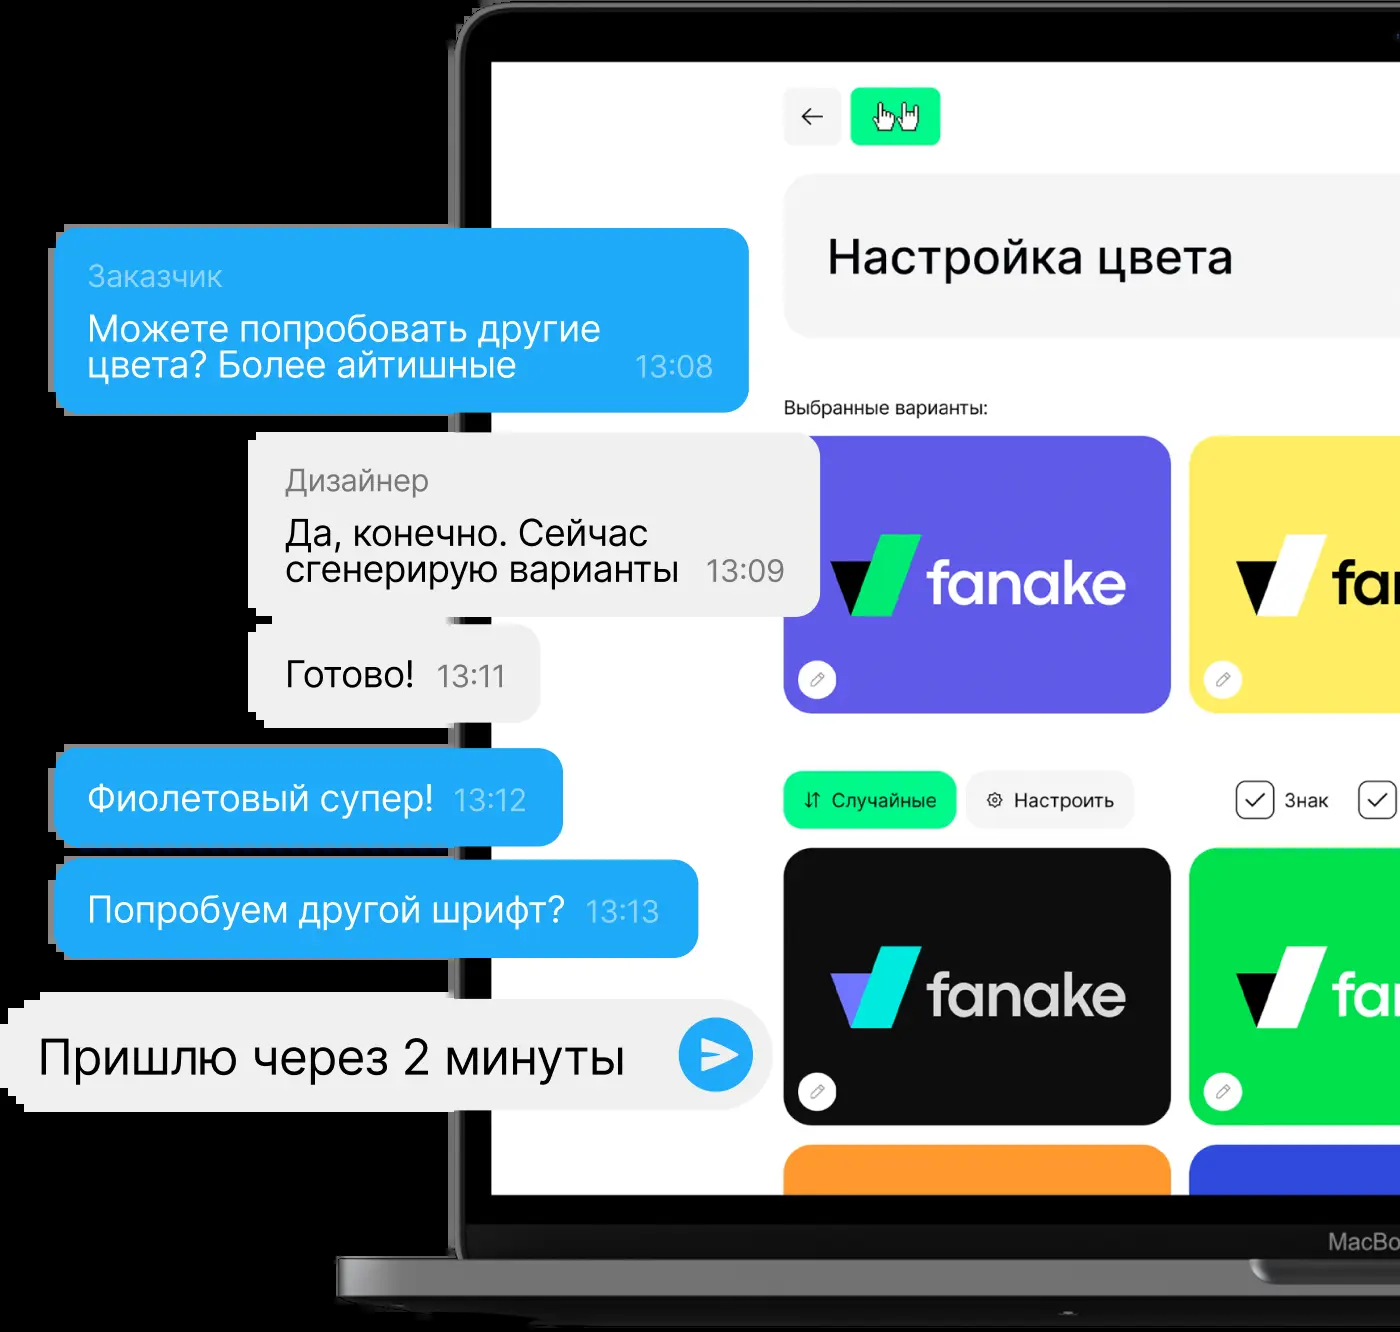 Настройка цвета
Заказчик
Можете попробовать другие
цвета? Более айтишные 13:08
Выбранные варианты:
Дизайнер
Да, конечно. Сейчас
сгенерирую варианты 13:09
fanake
fan
Готово! 13:11
Фиолетовый супер! 13:12
Случайные
Настроить
Знак
Попробуем другой шрифт? 13:13
fanake
fan
Пришлю через 2 минуты
MacBo